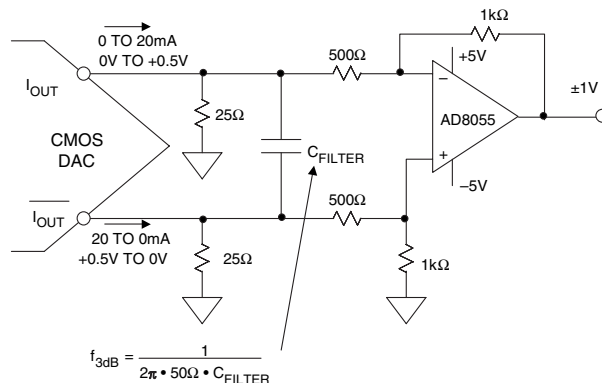 0 TO 20mA
0V TO +0.5V
I_OUT
CMOS
DAC
25Ω
C_FILTER
500Ω
1kΩ
+5V
−
AD8055
+
−5V
±1V
I̅_O̅U̅T̅
20 TO 0mA
+0.5V TO 0V
25Ω
500Ω
1kΩ
f_3dB = 1 / (2π • 50Ω • C_FILTER)